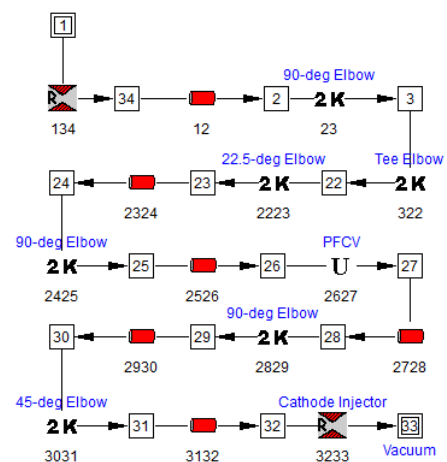 1
90-deg Elbow
R 34 2 2K 3
134 12 23
22.5-deg Elbow Tee Elbow
24 23 2K 22 2K
2324 2223 322
90-deg Elbow PFCV
2K 25 26 U 27
2425 2526 2627
90-deg Elbow
30 29 2K 28
2930 2829 2728
45-deg Elbow Cathode Injector
2K 31 32 R 33
3031 3132 3233 Vacuum